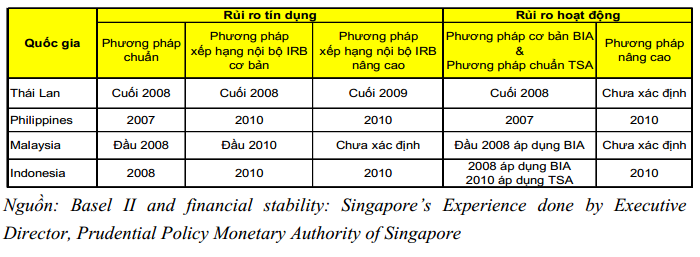 Rủi ro tín dụng Rủi ro hoạt động
Quốc gia Phương pháp chuẩn Phương pháp xếp hạng nội bộ IRB cơ bản Phương pháp xếp hạng nội bộ IRB nâng cao Phương pháp cơ bản BIA & Phương pháp chuẩn TSA Phương pháp nâng cao
Thái Lan Cuối 2008 Cuối 2008 Cuối 2009 Cuối 2008 Chưa xác định
Philippines 2007 2010 2010 2007 2010
Malaysia Đầu 2008 Đầu 2010 Chưa xác định Đầu 2008 áp dụng BIA Chưa xác định
Indonesia 2008 2010 2010 2008 áp dụng BIA 2010 áp dụng TSA 2010
Nguồn: Basel II and financial stability: Singapore's Experience done by Executive
Director, Prudential Policy Monetary Authority of Singapore